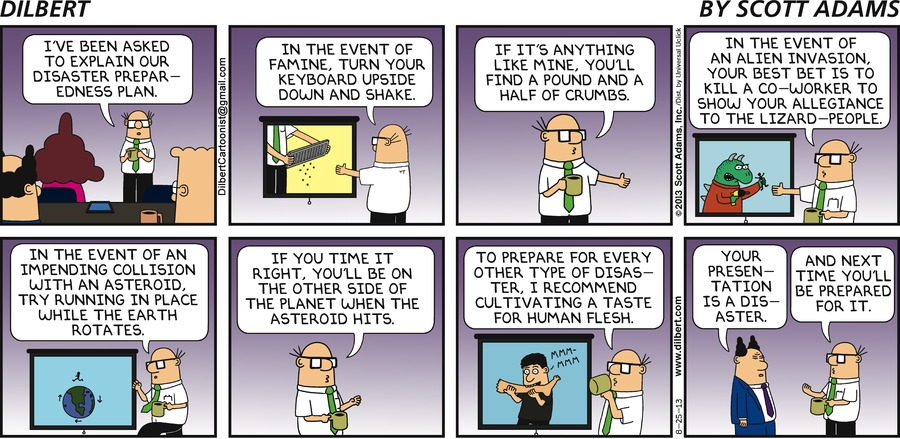 DILBERT
BY SCOTT ADAMS
I'VE BEEN ASKED
TO EXPLAIN OUR
DISASTER PREPAR–
EDNESS PLAN.
DilbertCartoonist@gmail.com
IN THE EVENT OF
FAMINE, TURN YOUR
KEYBOARD UPSIDE
DOWN AND SHAKE.
IF IT'S ANYTHING
LIKE MINE, YOU'LL
FIND A POUND AND A
HALF OF CRUMBS.
©2013 Scott Adams, Inc./Dist. by Universal Uclick
IN THE EVENT OF
AN ALIEN INVASION,
YOUR BEST BET IS TO
KILL A CO–WORKER TO
SHOW YOUR ALLEGIANCE
TO THE LIZARD–PEOPLE.
IN THE EVENT OF AN
IMPENDING COLLISION
WITH AN ASTEROID,
TRY RUNNING IN PLACE
WHILE THE EARTH
ROTATES.
IF YOU TIME IT
RIGHT, YOU'LL BE ON
THE OTHER SIDE OF
THE PLANET WHEN THE
ASTEROID HITS.
TO PREPARE FOR EVERY
OTHER TYPE OF DISAS–
TER, I RECOMMEND
CULTIVATING A TASTE
FOR HUMAN FLESH.
MMM–
MMM
8-25-13 www.dilbert.com
YOUR
PRESEN–
TATION
IS A DIS–
ASTER.
AND NEXT
TIME YOU'LL
BE PREPARED
FOR IT.